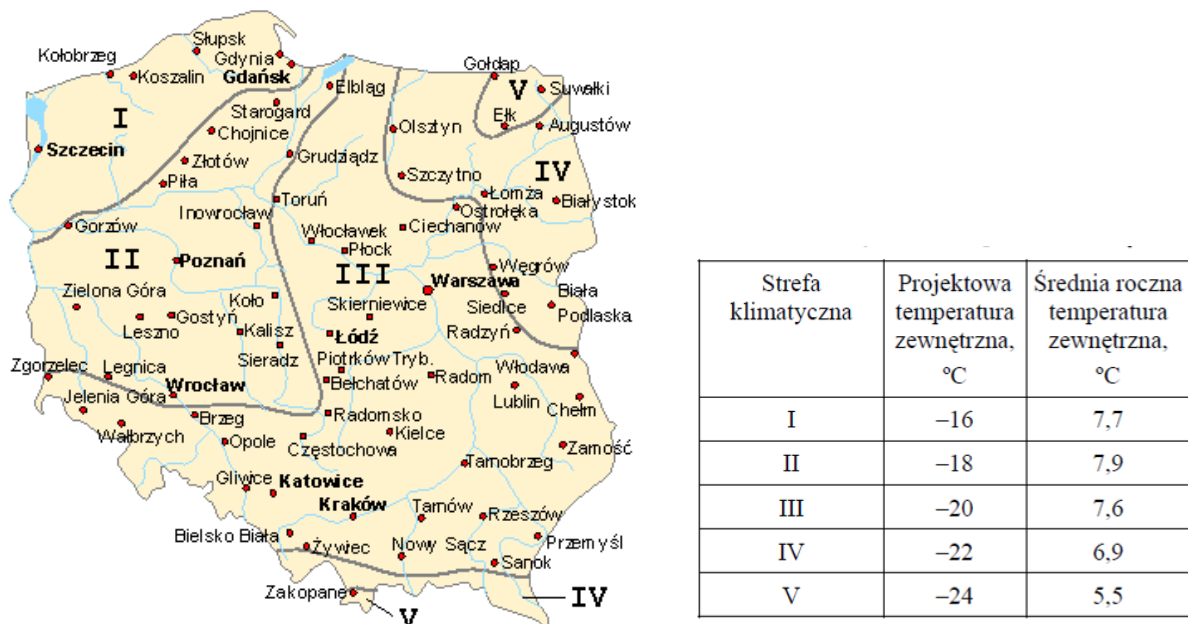 Słupsk
Kołobrzeg
Gdynia
Koszalin
Gdańsk
Gołdap
V
Suwałki
Elbląg
Starogard
Ełk
I
Chojnice
Olsztyn
Augustów
Szczecin
Złotów
Grudziądz
Piła
Szczytno
IV
Toruń
Łomża
Białystok
Inowrocław
Ostrołęka
Gorzów
Włocławek
Ciechanów
Płock
II
Poznań
III
Węgrów
Warszawa
Zielona Góra
Koło
Skierniewice
Siedlce
Biała
Podlaska
Leszno
Gostyń
Kalisz
Łódź
Radzyń
Sieradz
Piotrków Tryb.
Zgorzelec
Legnica
Wrocław
Bełchatów
Radom
Włodawa
Lublin
Jelenia Góra
Brzeg
Radomsko
Chełm
Wałbrzych
Opole
Częstochowa
Kielce
Zamość
Gliwice
Katowice
Tarnobrzeg
Kraków
Tarnów
Rzeszów
Bielsko Biała
Żywiec
Nowy Sącz
Przemyśl
Sanok
Zakopane
V
IV
Strefa klimatyczna
Projektowa temperatura zewnętrzna, ºC
Średnia roczna temperatura zewnętrzna, ºC
I –16 7,7
II –18 7,9
III –20 7,6
IV –22 6,9
V –24 5,5